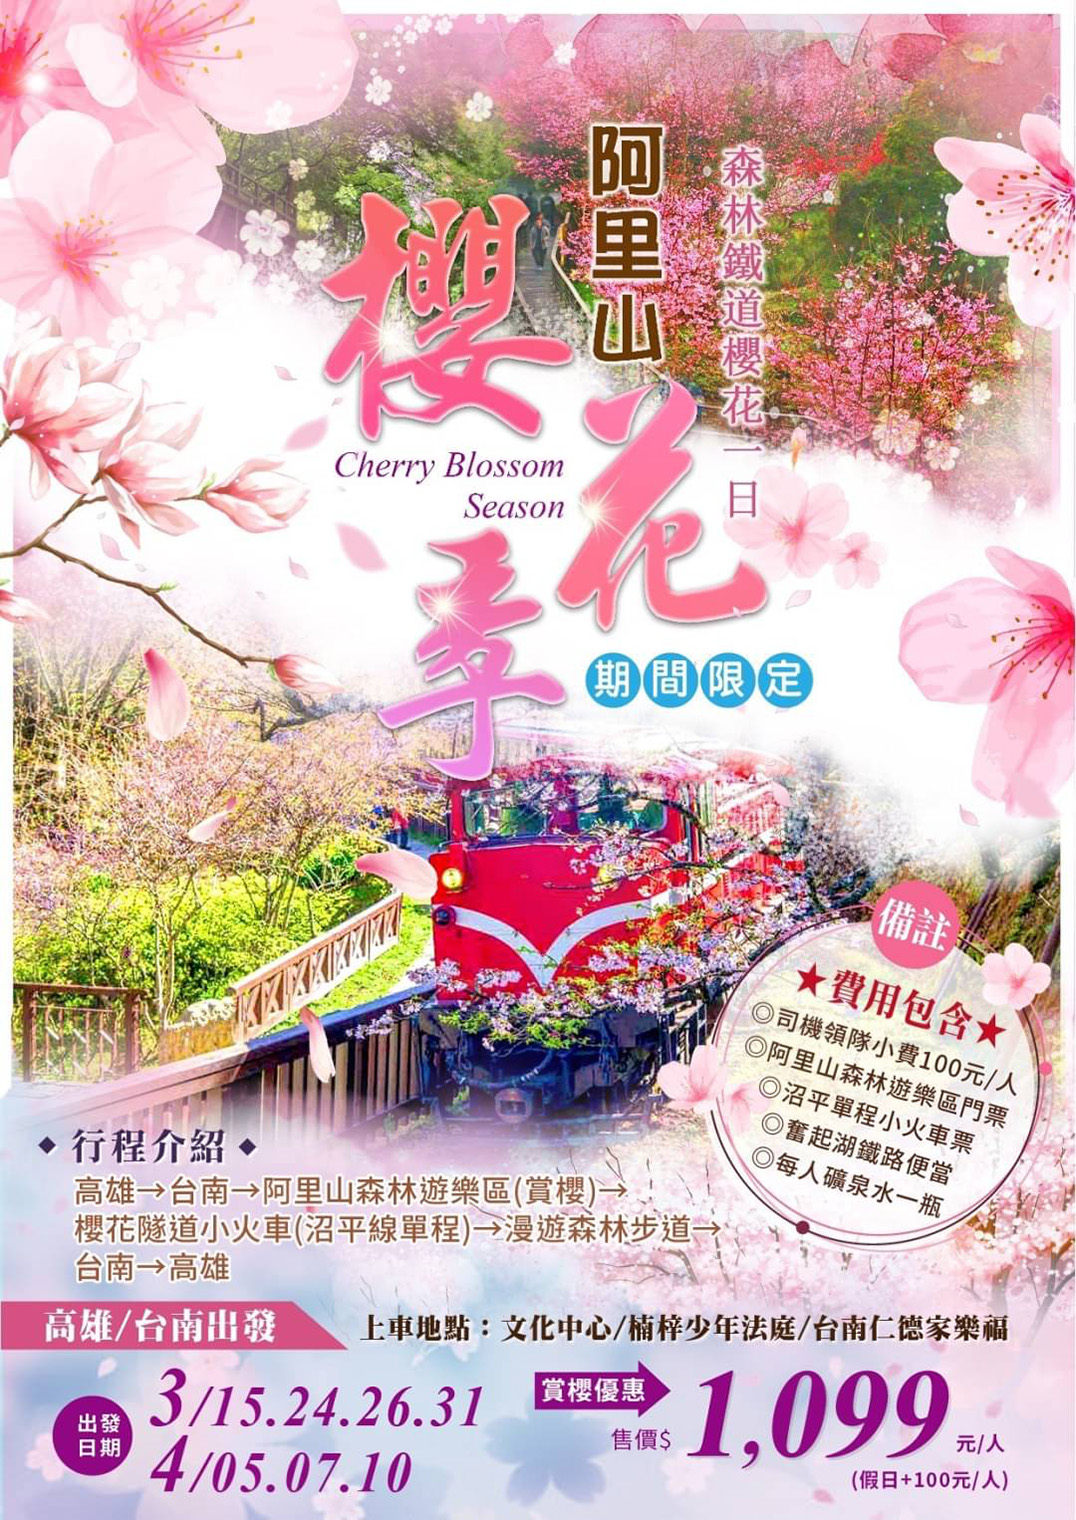 森林鐵道櫻花一日
阿里山
櫻花季
Cherry Blossom
Season
期間限定
備註
★費用包含★
◎司機領隊小費100元/人
◎阿里山森林遊樂區門票
◎沼平單程小火車票
◎奮起湖鐵路便當
◎每人礦泉水一瓶
◆行程介紹◆
高雄→台南→阿里山森林遊樂區(賞櫻)→
櫻花隧道小火車(沼平線單程)→漫遊森林步道→
台南→高雄
高雄/台南出發
上車地點：文化中心/楠梓少年法庭/台南仁德家樂福
出發
日期
3/15.24.26.31
4/05.07.10
賞櫻優惠
售價$ 1,099 元/人
(假日+100元/人)